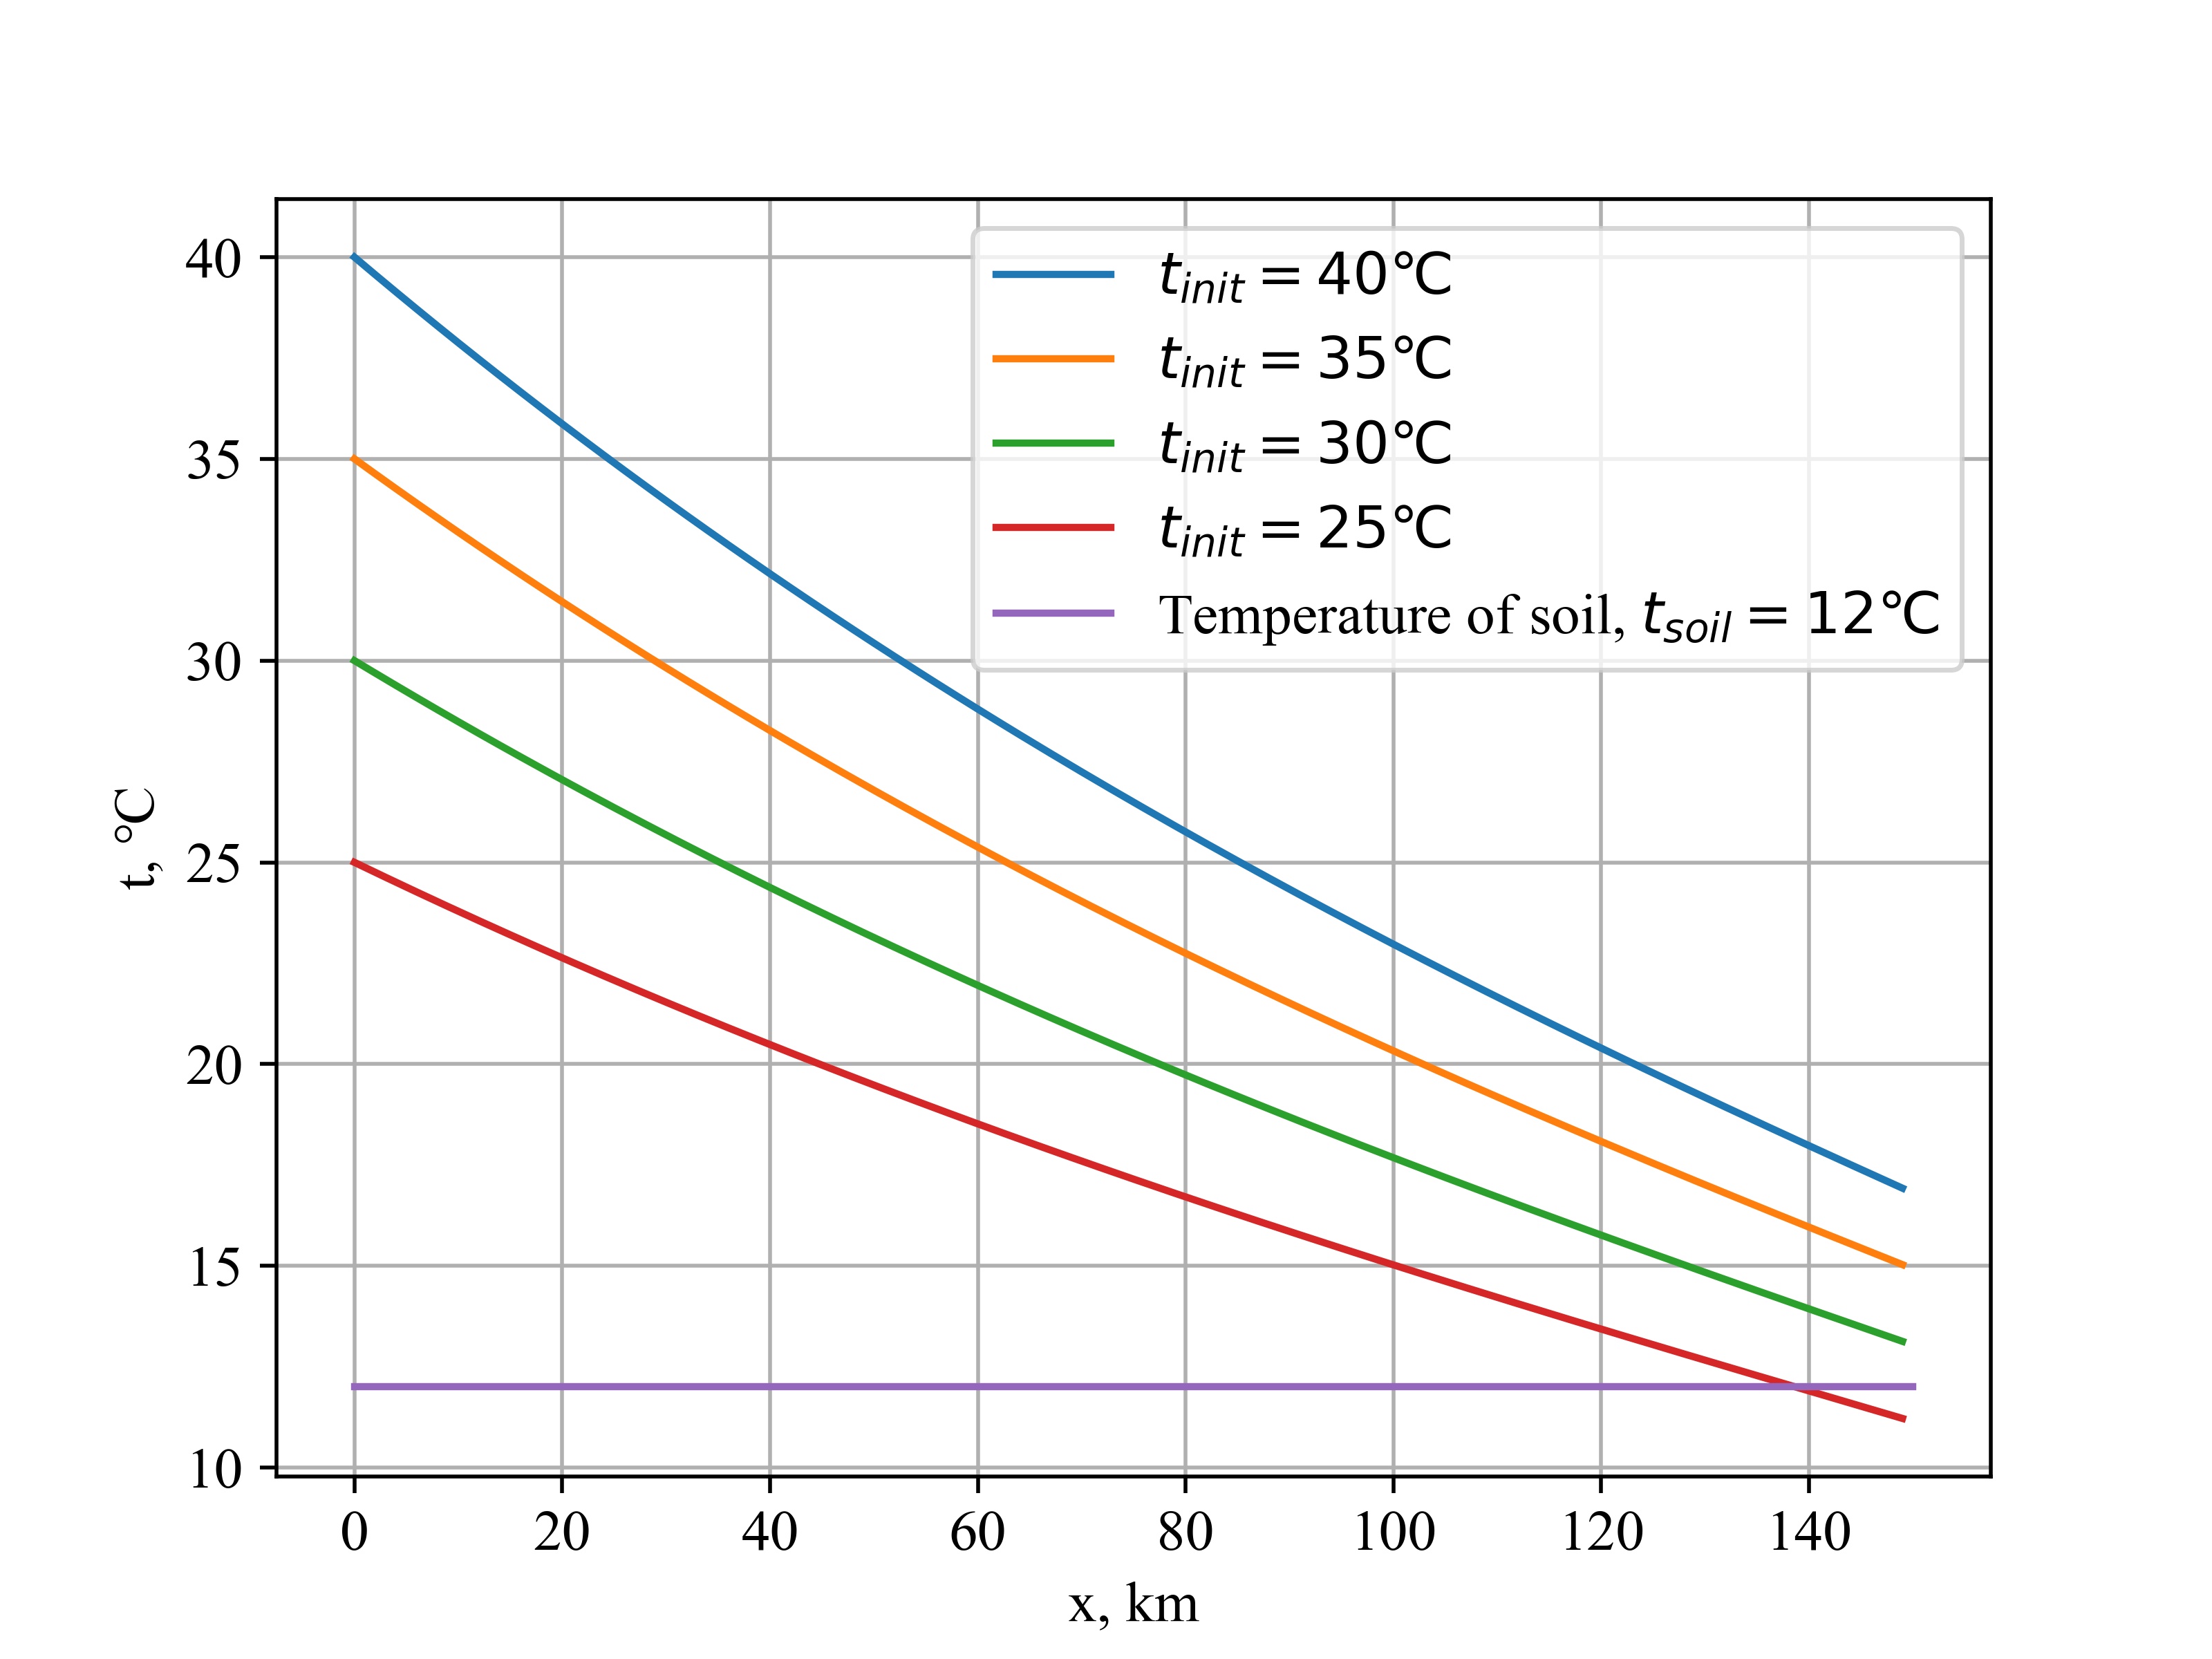 40
35
30
25
20
15
10
t, °C
0 20 40 60 80 100 120 140
x, km
t_init = 40℃
t_init = 35℃
t_init = 30℃
t_init = 25℃
Temperature of soil, t_soil = 12℃